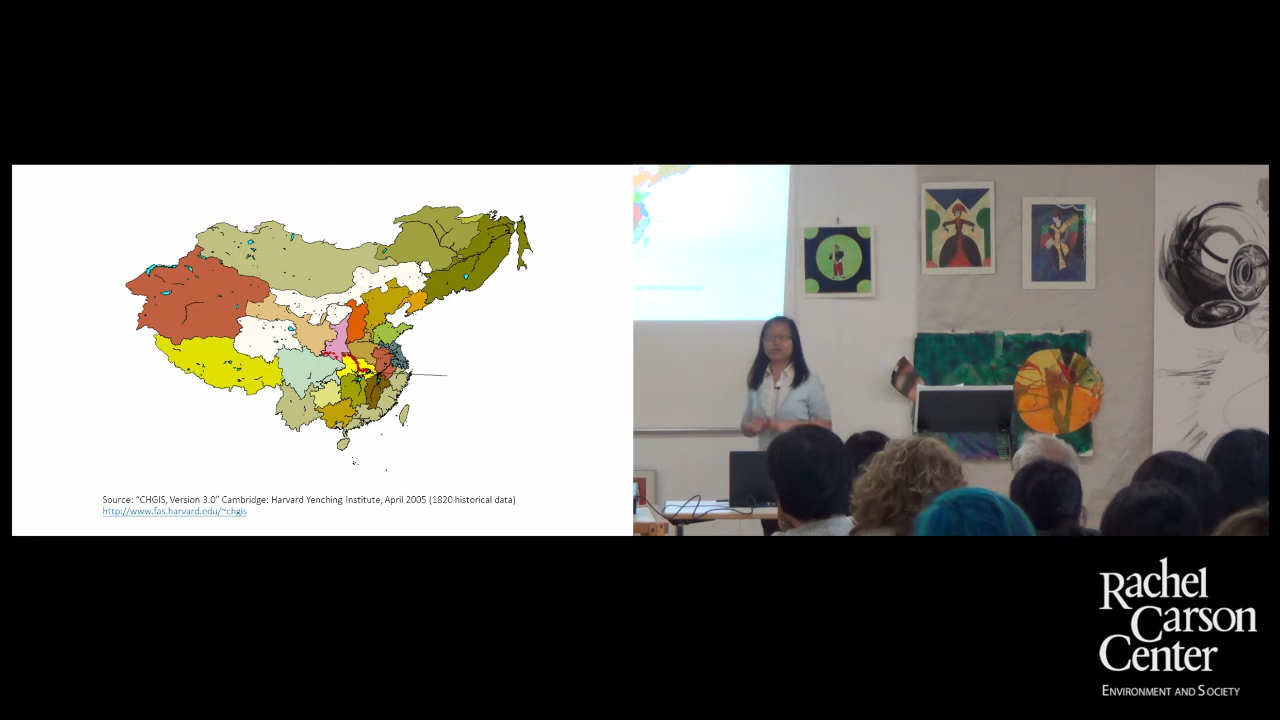 Source: “CHGIS, Version 3.0” Cambridge: Harvard Yenching Institute, April 2005 (1820 historical data)
http://www.fas.harvard.edu/~chgis
Rachel
Carson
Center
ENVIRONMENT AND SOCIETY